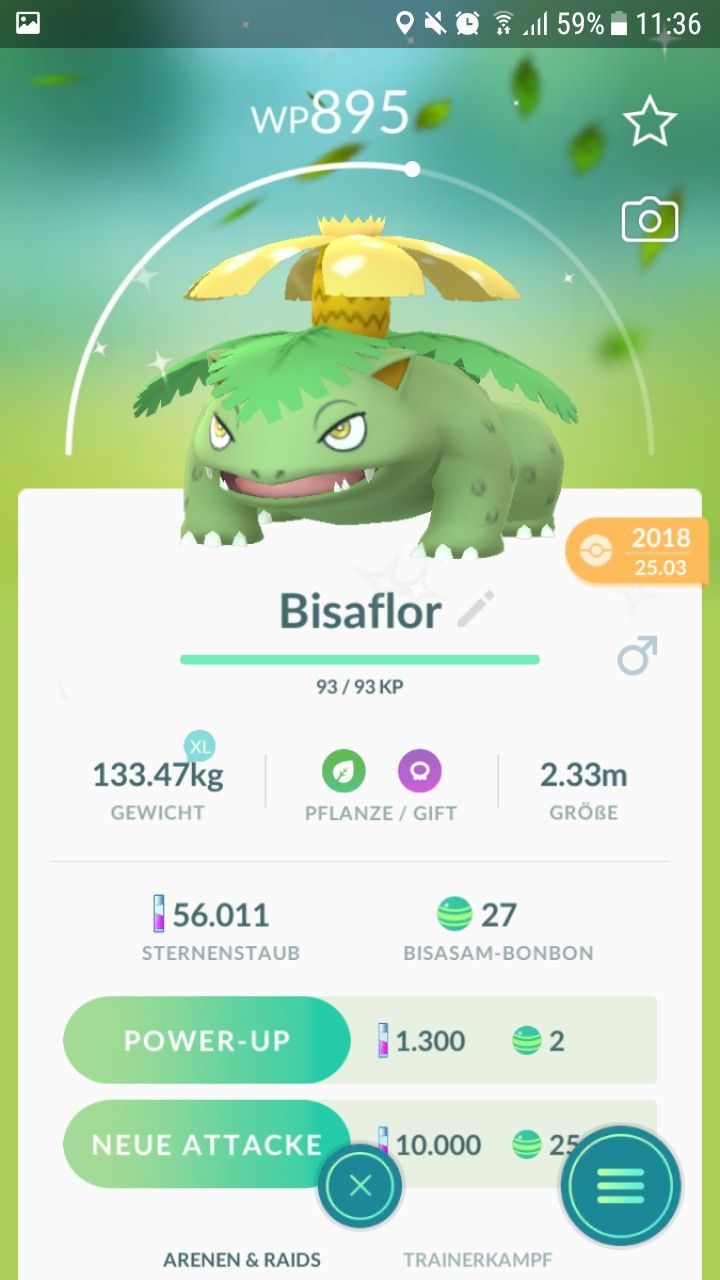 59% 11:36
WP895
2018
25.03
Bisaflor
93 / 93 KP
XL
133.47kg
GEWICHT
PFLANZE / GIFT
2.33m
GRÖßE
56.011
STERNENSTAUB
27
BISASAM-BONBON
POWER-UP 1.300 2
NEUE ATTACKE 10.000 25
ARENEN & RAIDS TRAINERKAMPF